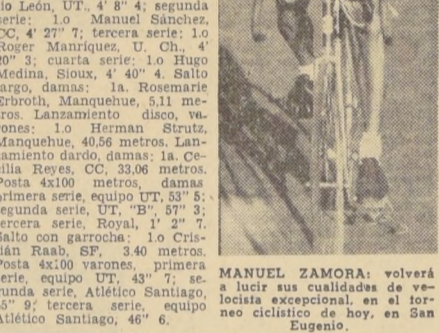 lio León, UT., 4' 8" 4; segunda
serie: 1.o Manuel Sánchez,
CC, 4' 27" 7; tercera serie: 1.o
Roger Manríquez, U. Ch., 4'
20" 3; cuarta serie: 1.o Hugo
Medina, Sioux, 4' 40" 4. Salto
largo, damas: 1a. Rosemarie
Erbroth, Manquehue, 5,11 me-
tros. Lanzamiento disco, va-
rones: 1.o Herman Strutz,
Manquehue, 40,56 metros. Lan-
zamiento dardo, damas: 1a. Ce-
cilia Reyes, CC, 33,06 metros.
Posta 4x100 metros, damas
primera serie, equipo UT, 53" 5;
segunda serie, UT, "B", 57" 3;
tercera serie, Royal, 1' 2" 7.
Salto con garrocha: 1.o Cris-
tián Raab, SF, 3.40 metros.
Posta 4x100 varones, primera
serie, equipo UT, 43" 7; se-
gunda serie, Atlético Santiago,
45" 9; tercera serie, equipo
Atlético Santiago, 46" 6.
MANUEL ZAMORA: volverá
a lucir sus cualidades de ve-
locista excepcional, en el tor-
neo ciclístico de hoy, en San
Eugenio.